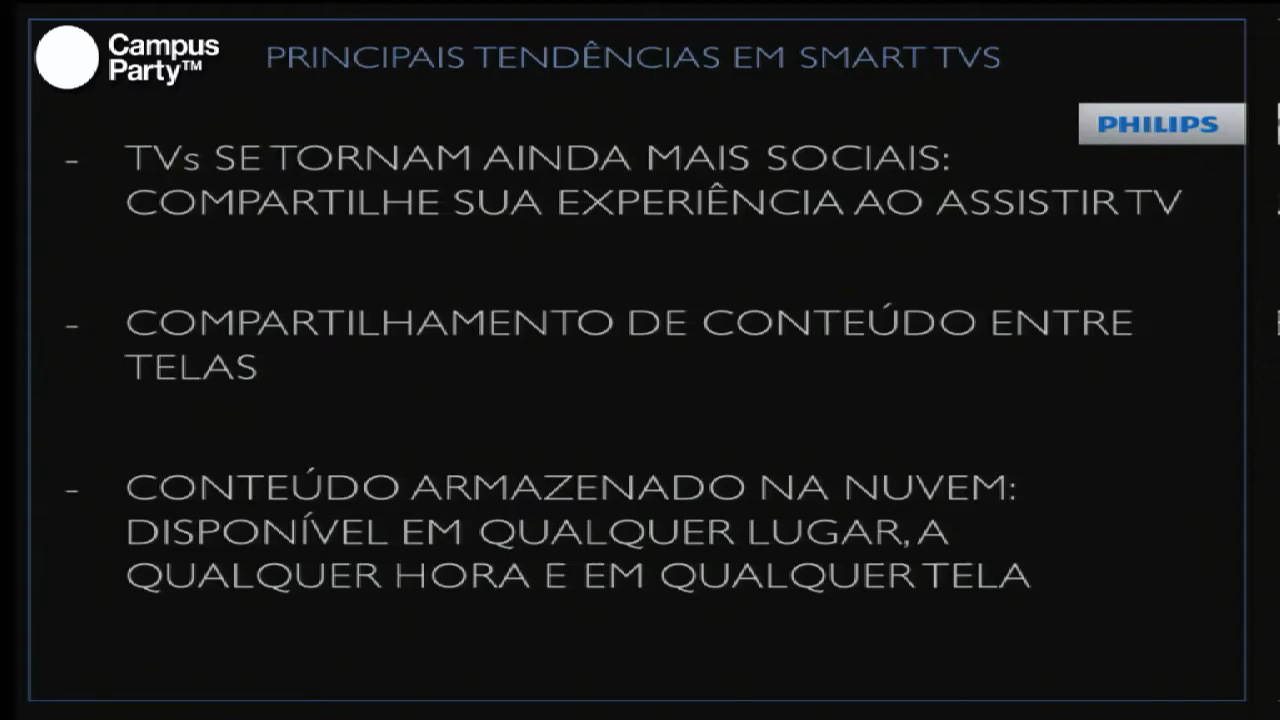 Campus
Party™
PRINCIPAIS TENDÊNCIAS EM SMART TVS
PHILIPS
- TVs SE TORNAM AINDA MAIS SOCIAIS:
COMPARTILHE SUA EXPERIÊNCIA AO ASSISTIR TV
- COMPARTILHAMENTO DE CONTEÚDO ENTRE
TELAS
- CONTEÚDO ARMAZENADO NA NUVEM:
DISPONÍVEL EM QUALQUER LUGAR, A
QUALQUER HORA E EM QUALQUER TELA